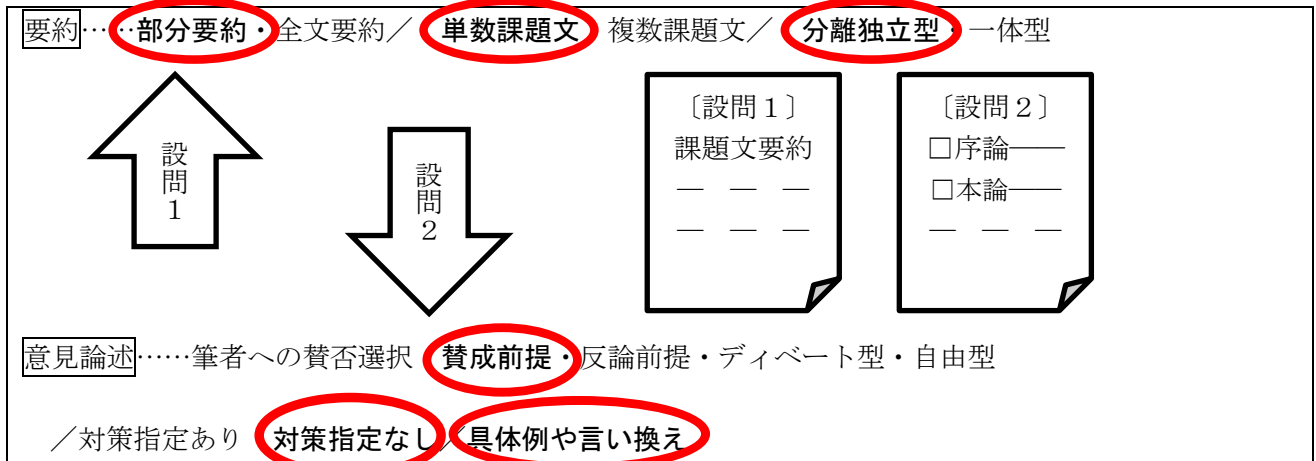 要約……部分要約・全文要約／ 単数課題文 複数課題文／ 分離独立型・一体型
設問１
設問２
〔設問１〕
課題文要約
― ― ―
― ― ―
〔設問２〕
□序論――
□本論――
― ― ―
意見論述……筆者への賛否選択 賛成前提・反論前提・ディベート型・自由型
／対策指定あり 対策指定なし／具体例や言い換え